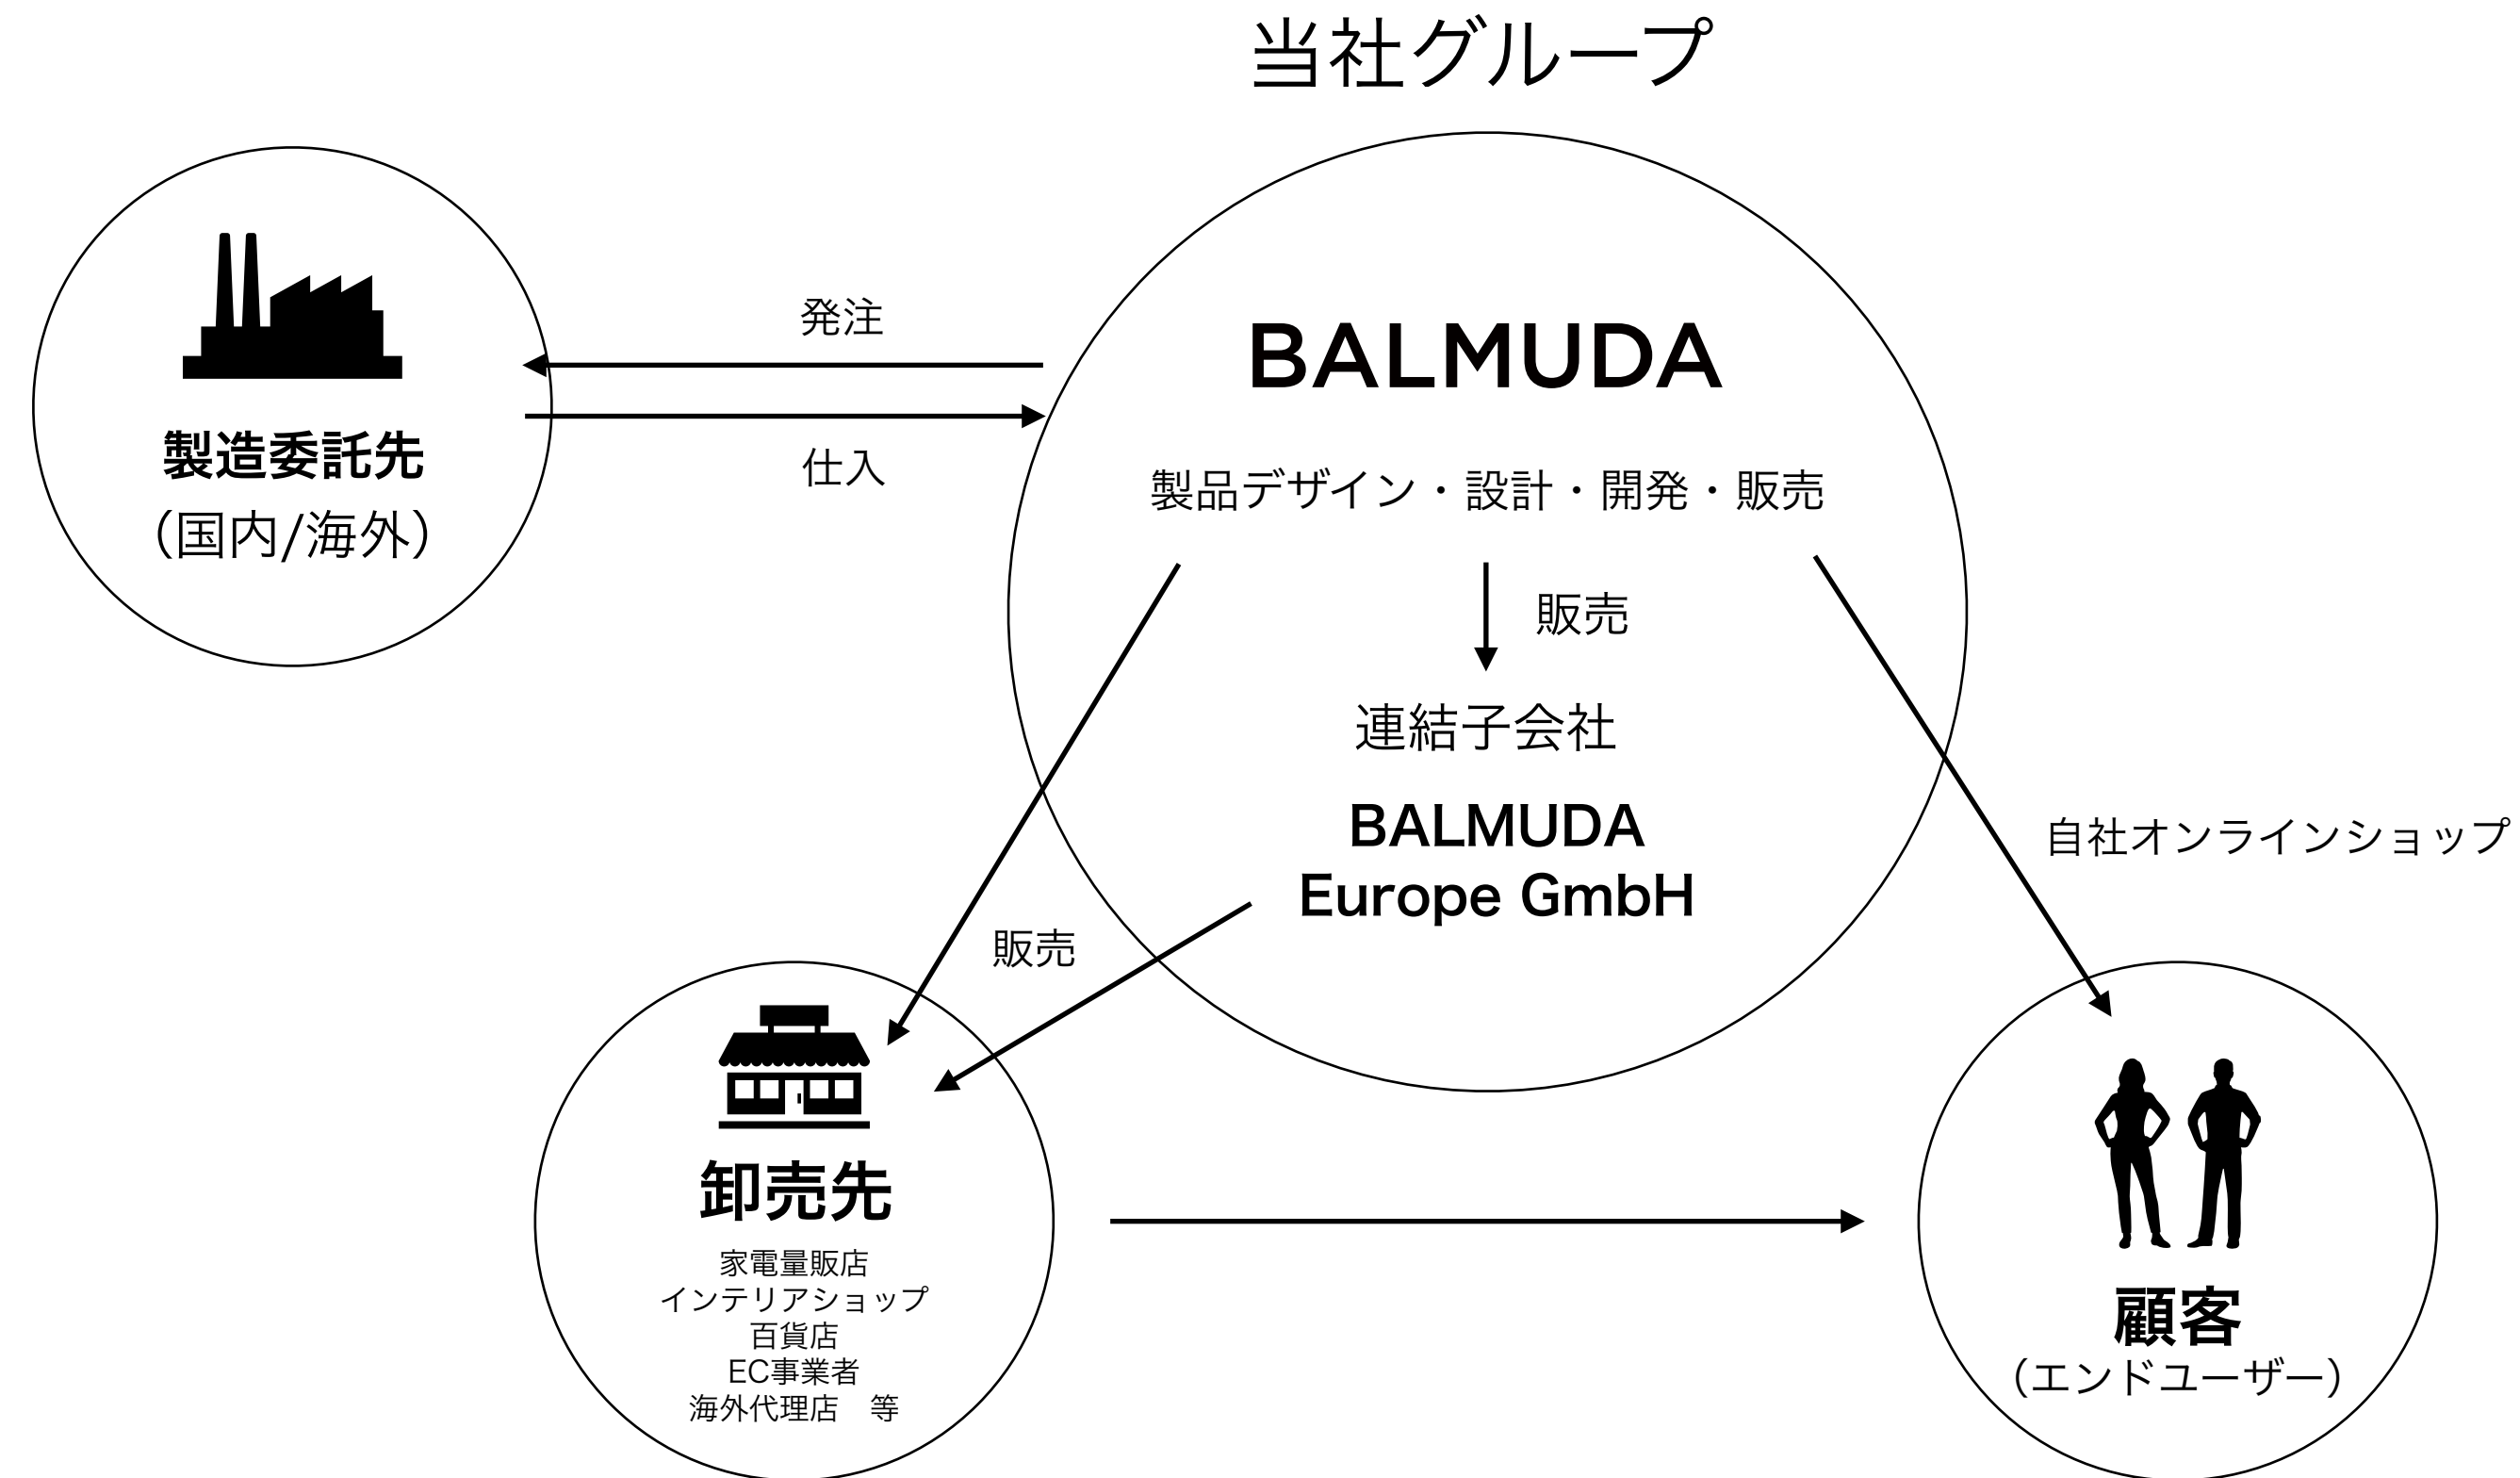 当社グループ
製造委託先
（国内/海外）
発注
仕入
BALMUDA
製品デザイン・設計・開発・販売
販売
連結子会社
BALMUDA
Europe GmbH
自社オンラインショップ
販売
卸売先
家電量販店
インテリアショップ
百貨店
EC事業者
海外代理店　等
顧客
（エンドユーザー）